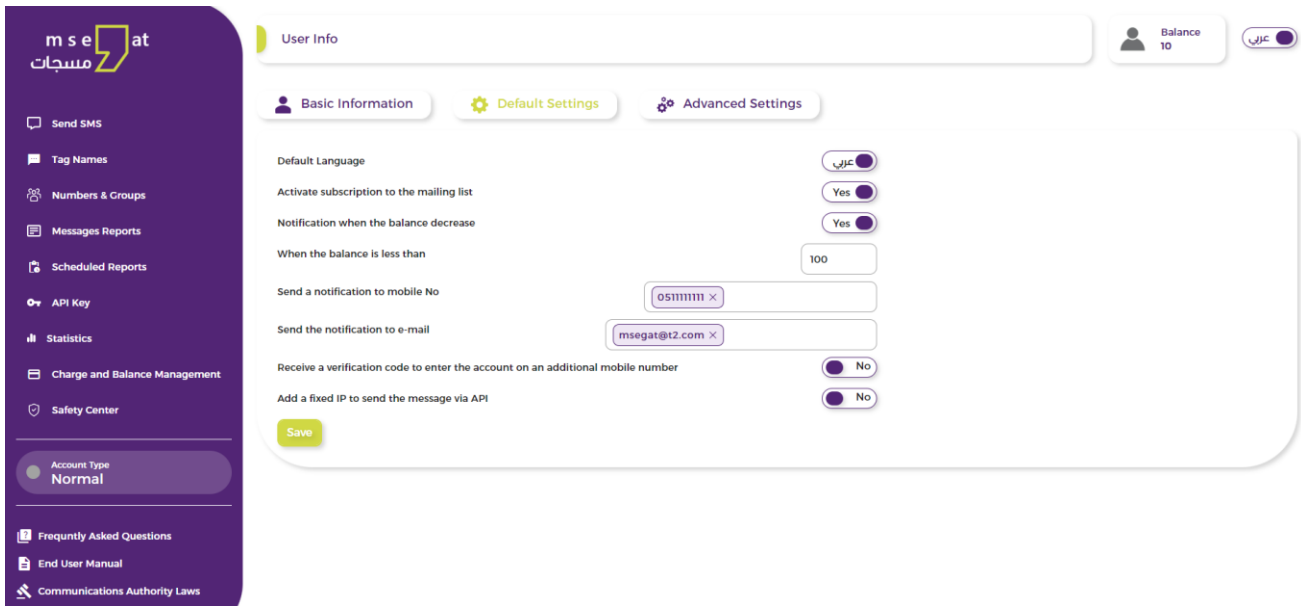 msegat
مسجات
Send SMS
Tag Names
Numbers & Groups
Messages Reports
Scheduled Reports
API Key
Statistics
Charge and Balance Management
Safety Center
Account Type
Normal
Frequntly Asked Questions
End User Manual
Communications Authority Laws
User Info
Balance
10
عربي
Basic Information
Default Settings
Advanced Settings
Default Language
عربي
Activate subscription to the mailing list
Yes
Notification when the balance decrease
Yes
When the balance is less than
100
Send a notification to mobile No
0511111111 ×
Send the notification to e-mail
msegat@t2.com ×
Receive a verification code to enter the account on an additional mobile number
No
Add a fixed IP to send the message via API
No
Save